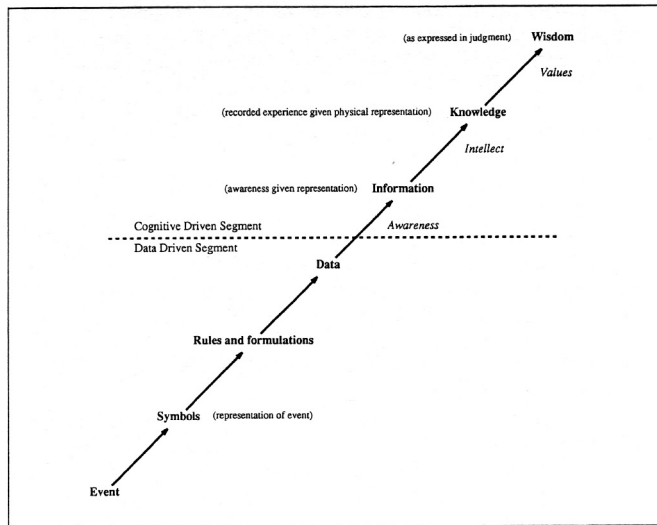 (as expressed in judgment) Wisdom
Values
(recorded experience given physical representation) Knowledge
Intellect
(awareness given representation) Information
Cognitive Driven Segment Awareness
Data Driven Segment
Data
Rules and formulations
Symbols (representation of event)
Event